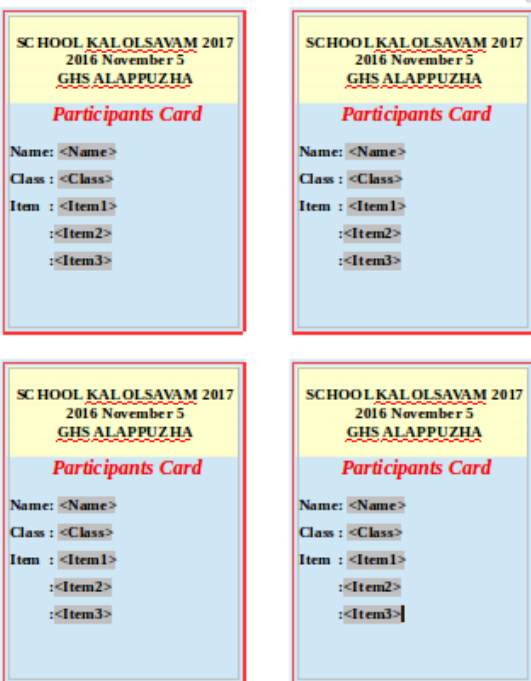 SCHOOL KALOLSAVAM 2017
2016 November 5
GHS ALAPPUZHA
Participants Card
Name: <Name>
Class : <Class>
Item : <Item1>
:<Item2>
:<Item3>
SCHOOL KALOLSAVAM 2017
2016 November 5
GHS ALAPPUZHA
Participants Card
Name: <Name>
Class : <Class>
Item : <Item1>
:<Item2>
:<Item3>
SCHOOL KALOLSAVAM 2017
2016 November 5
GHS ALAPPUZHA
Participants Card
Name: <Name>
Class : <Class>
Item : <Item1>
:<Item2>
:<Item3>
SCHOOL KALOLSAVAM 2017
2016 November 5
GHS ALAPPUZHA
Participants Card
Name: <Name>
Class : <Class>
Item : <Item1>
:<Item2>
:<Item3>